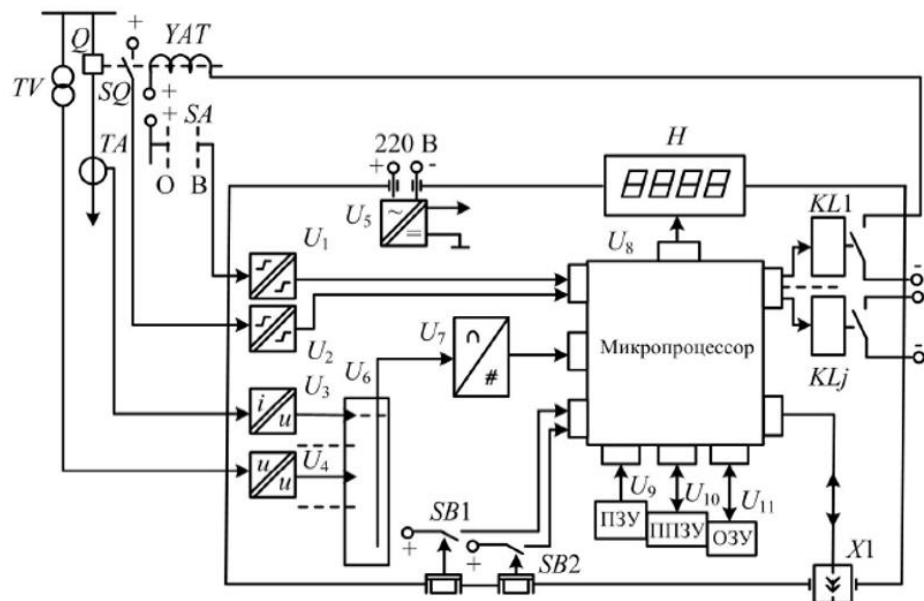 Q
+
YAT
TV
SQ
+
+
SA
TA
О
В
220 В
+
-
H
8888
U5
~
=
U1
U2
U3
U4
U6
U7
#
i
u
u
u
U8
KL1
-
Микропроцессор
KLj
-
U9
U10
U11
ПЗУ
ППЗУ
ОЗУ
SB1
+
+
SB2
X1